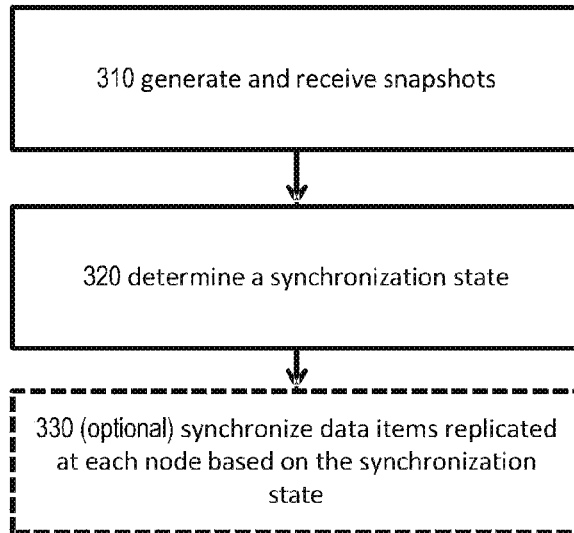 310 generate and receive snapshots
320 determine a synchronization state
330 (optional) synchronize data items replicated
at each node based on the synchronization
state